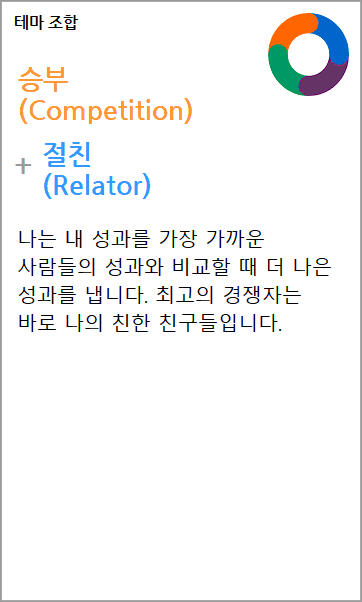 테마 조합
승부
(Competition)
+ 절친
(Relator)
나는 내 성과를 가장 가까운
사람들의 성과와 비교할 때 더 나은
성과를 냅니다. 최고의 경쟁자는
바로 나의 친한 친구들입니다.